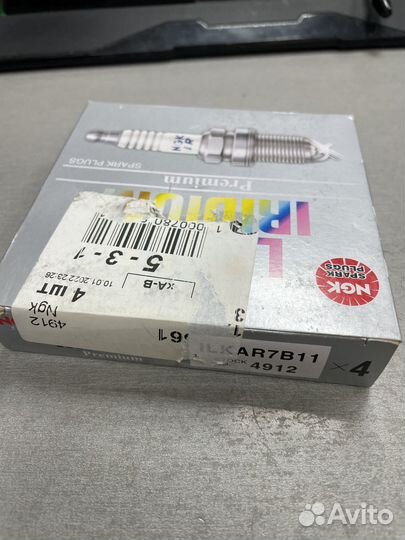 NGK
IR
SPARK PLUGS
Premium
IRIDIUM
L
NGK
SPARK
PLUGS
5-3-1
xA-B
10.01.2022 23:26
4 шт
Ngk
4912
Premium
ILKAR7B11
4912
×4
Avito